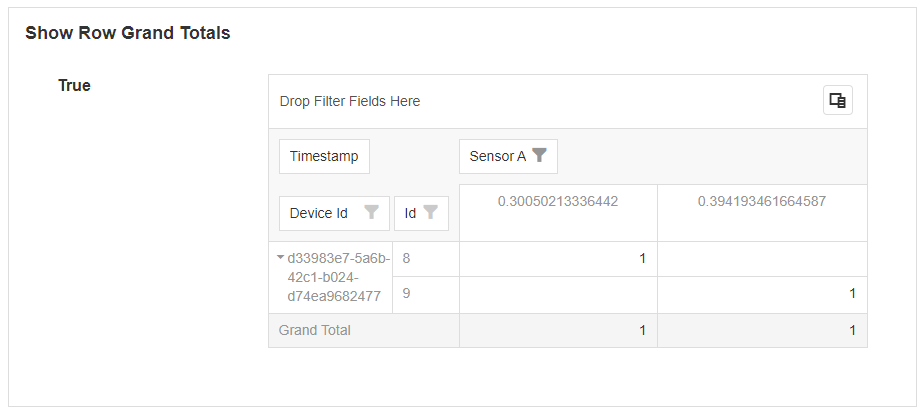 Show Row Grand Totals
True
Drop Filter Fields Here
Timestamp
Sensor A
Device Id
Id
0.30050213336442
0.394193461664587
d33983e7-5a6b-
42c1-b024-
d74ea9682477
8
1
9
1
Grand Total
1
1